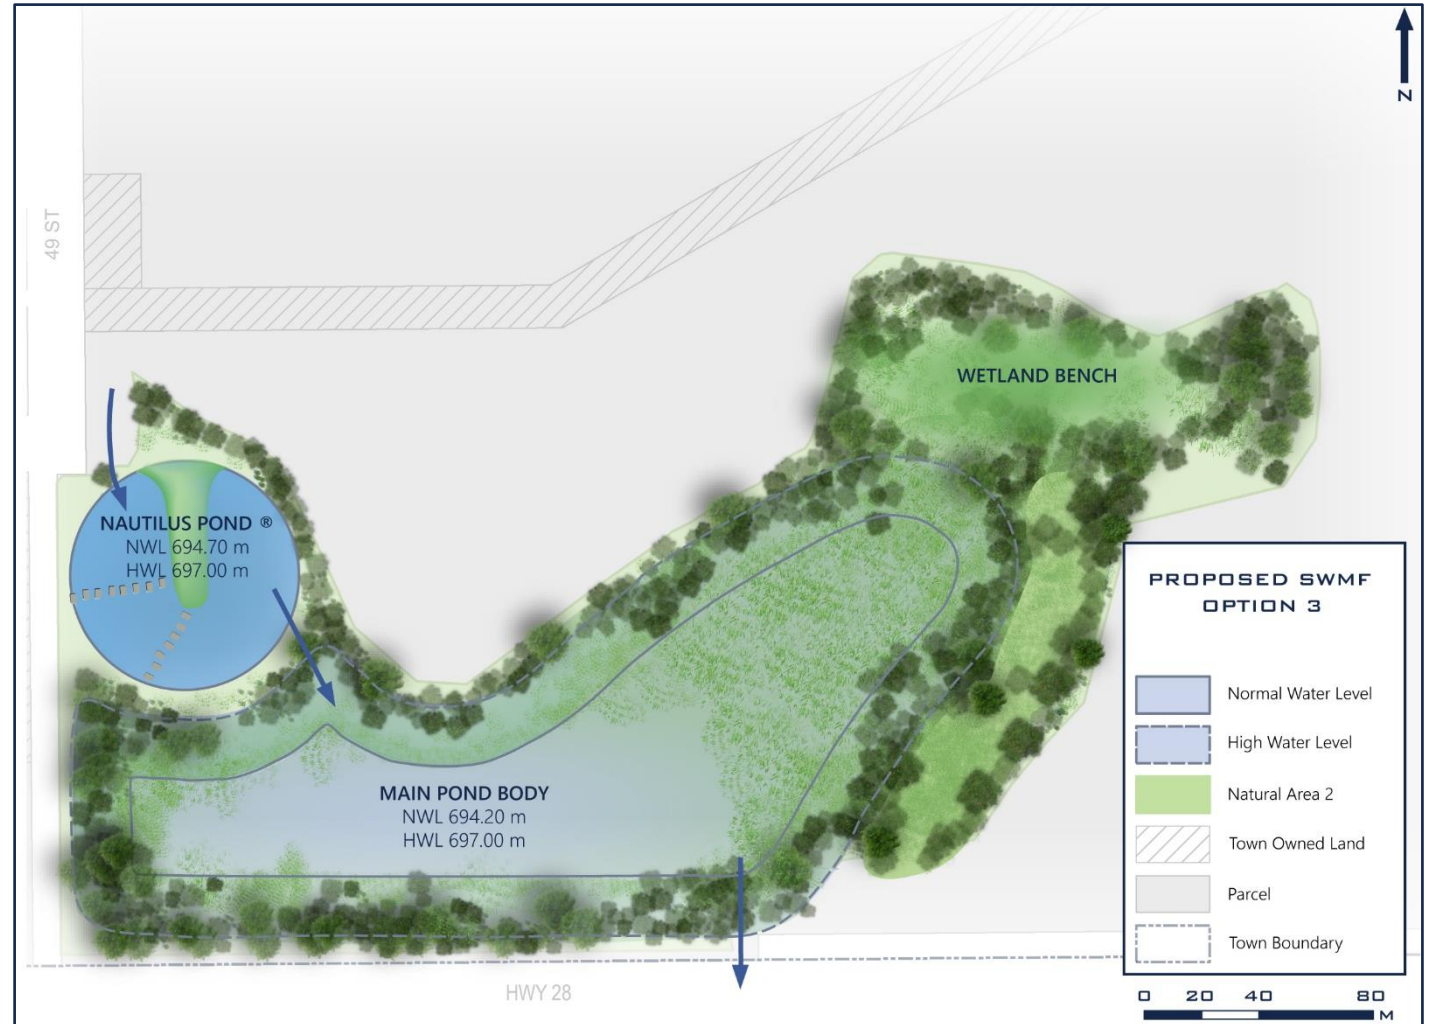 N
49 ST
WETLAND BENCH
NAUTILUS POND ®
NWL 694.70 m
HWL 697.00 m
MAIN POND BODY
NWL 694.20 m
HWL 697.00 m
HWY 28
PROPOSED SWMF
OPTION 3
Normal Water Level
High Water Level
Natural Area 2
Town Owned Land
Parcel
Town Boundary
0 20 40 80
M